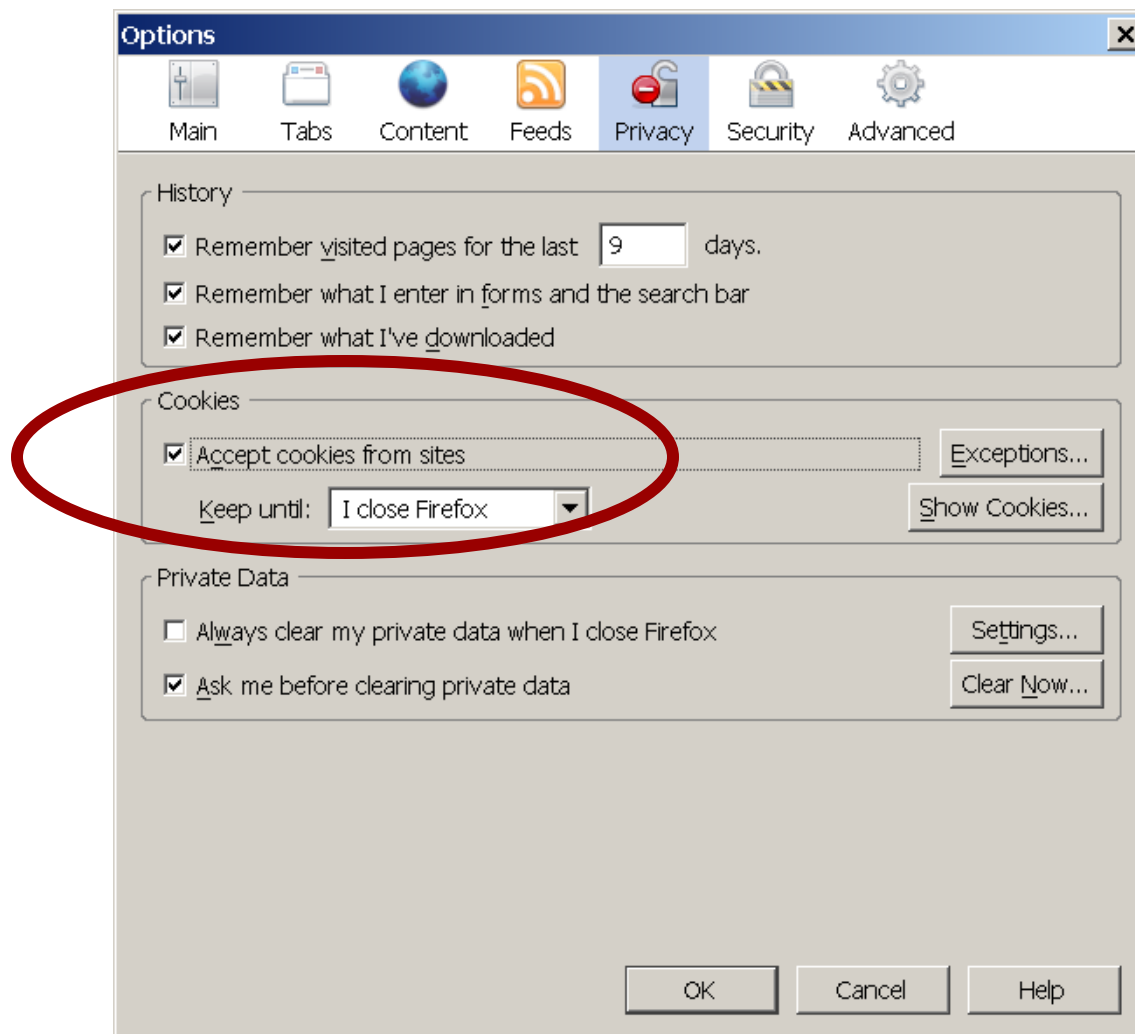 Options
Main Tabs Content Feeds Privacy Security Advanced
History
Remember visited pages for the last 9 days.
Remember what I enter in forms and the search bar
Remember what I've downloaded
Cookies
Accept cookies from sites Exceptions...
Keep until: I close Firefox Show Cookies...
Private Data
Always clear my private data when I close Firefox Settings...
Ask me before clearing private data Clear Now...
OK Cancel Help